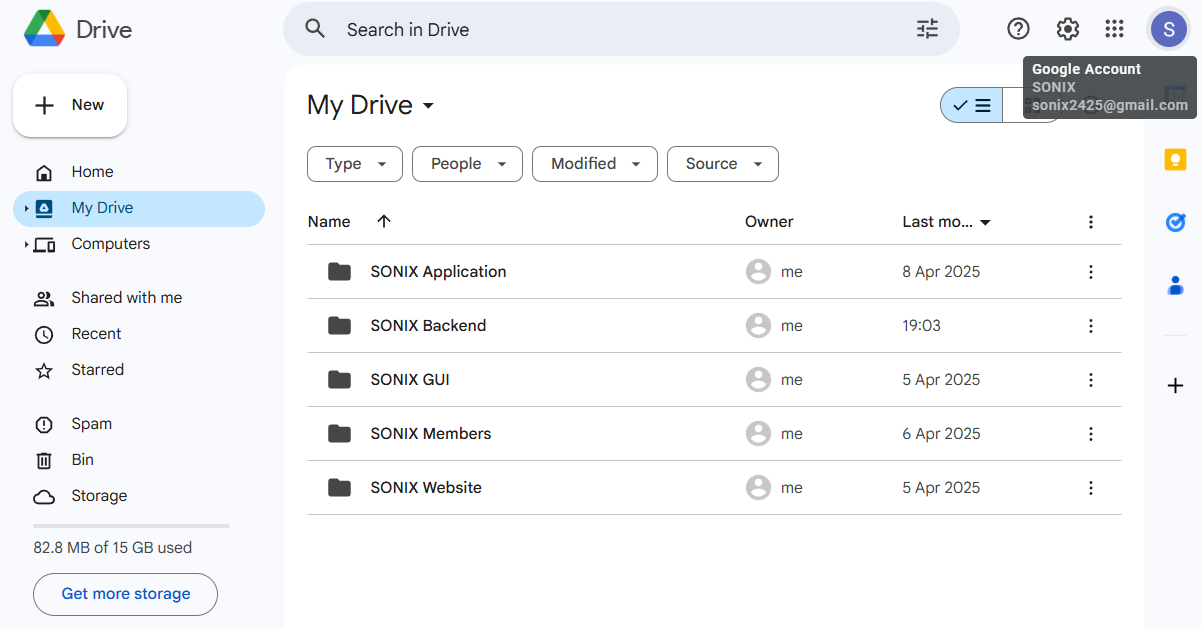 Drive
Search in Drive
S
Google Account
SONIX
sonix2425@gmail.com
New
My Drive
Type
People
Modified
Source
Home
My Drive
Computers
Shared with me
Recent
Starred
Spam
Bin
Storage
82.8 MB of 15 GB used
Get more storage
Name Owner Last mo...
SONIX Application me 8 Apr 2025
SONIX Backend me 19:03
SONIX GUI me 5 Apr 2025
SONIX Members me 6 Apr 2025
SONIX Website me 5 Apr 2025